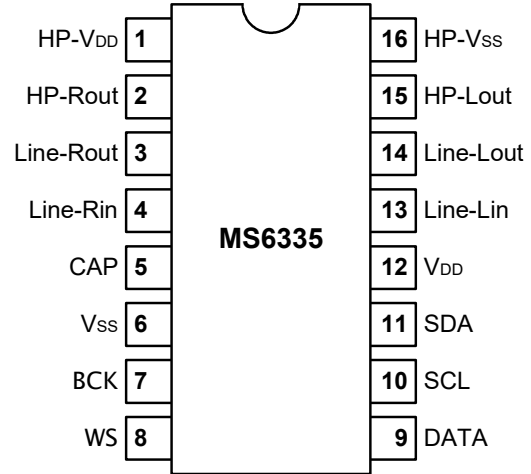 HP-VDD 1 16 HP-VSS
HP-Rout 2 15 HP-Lout
Line-Rout 3 14 Line-Lout
Line-Rin 4 13 Line-Lin
MS6335
CAP 5 12 VDD
VSS 6 11 SDA
BCK 7 10 SCL
WS 8 9 DATA